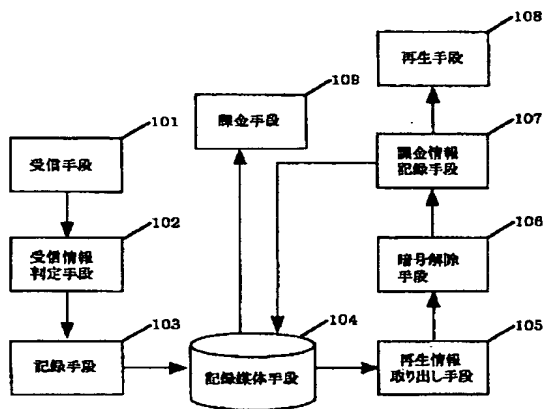 108
再生手段
109
課金手段
107
課金情報
記録手段
101
受信手段
102
受信情報
判定手段
106
暗号解除
手段
103
記録手段
104
記録媒体手段
105
再生情報
取り出し手段